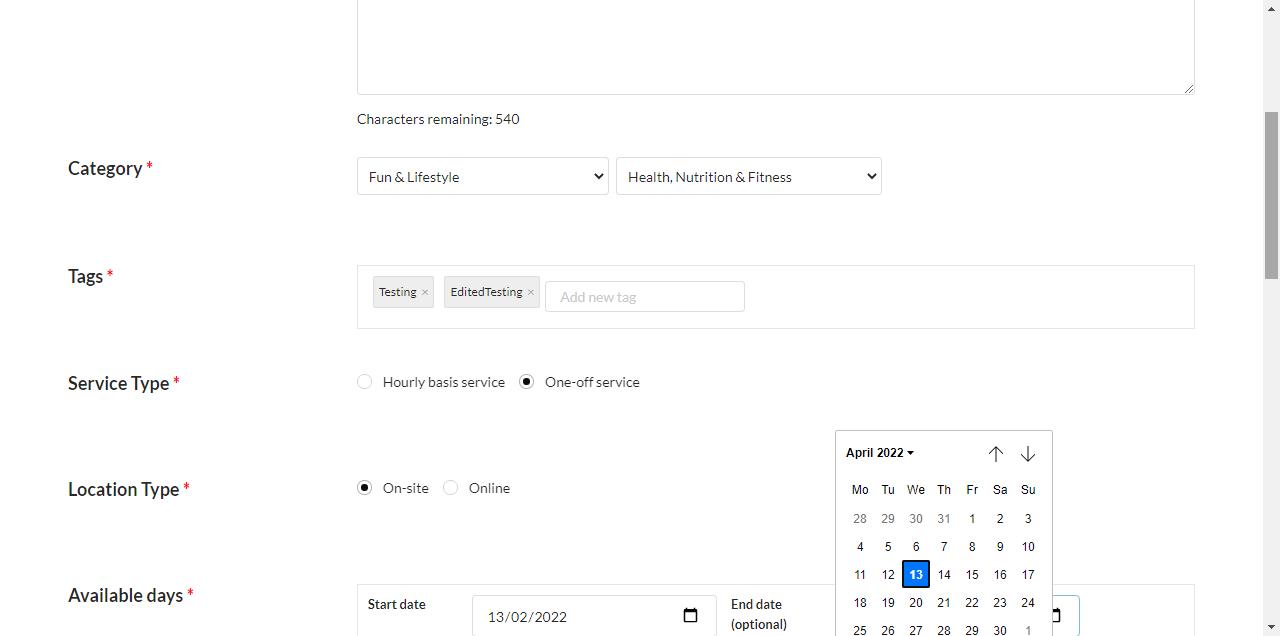 Characters remaining: 540
Category *
Fun & Lifestyle
Health, Nutrition & Fitness
Tags *
Testing ×
EditedTesting ×
Add new tag
Service Type *
Hourly basis service
One-off service
Location Type *
On-site
Online
Available days *
Start date
13/02/2022
End date
(optional)
April 2022
Mo Tu We Th Fr Sa Su
28 29 30 31 1 2 3
4 5 6 7 8 9 10
11 12 13 14 15 16 17
18 19 20 21 22 23 24
25 26 27 28 29 30 1